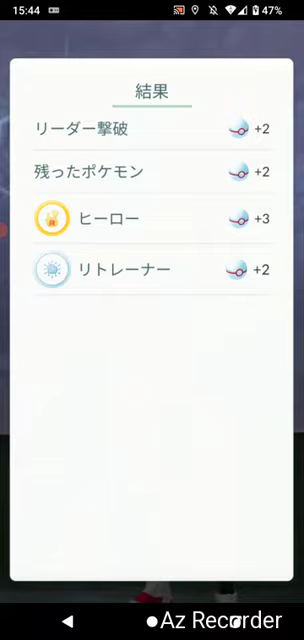 15:44
47%
結果
リーダー撃破 +2
残ったポケモン +2
ヒーロー +3
リトレーナー +2
Az Recorder